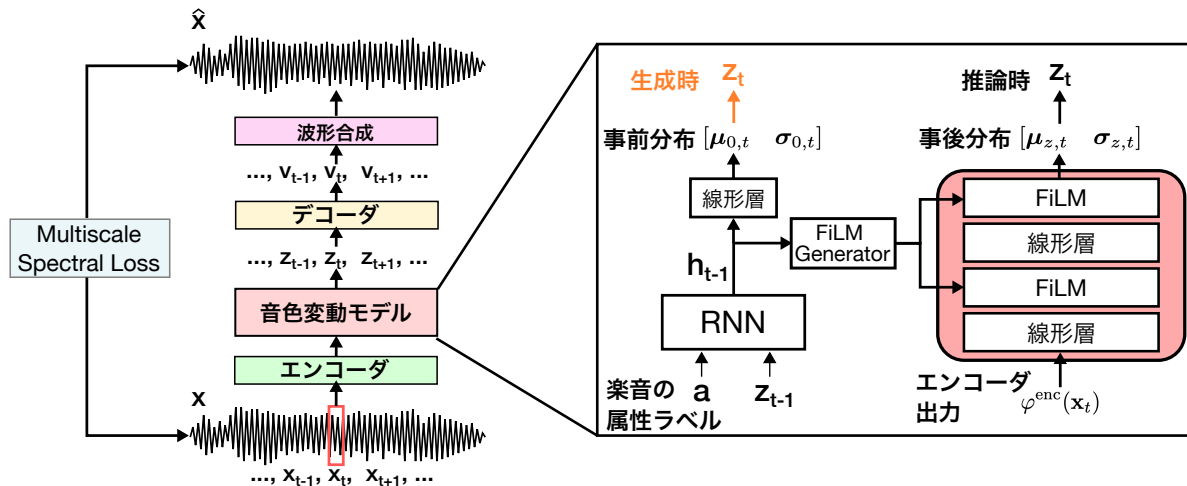 x̂
波形合成
..., v_{t-1}, v_t, v_{t+1}, ...
デコーダ
Multiscale
Spectral Loss
..., z_{t-1}, z_t, z_{t+1}, ...
音色変動モデル
エンコーダ
x
..., x_{t-1}, x_t, x_{t+1}, ...
生成時 z_t
事前分布 [μ_{0,t} σ_{0,t}]
線形層
h_{t-1}
FiLM
Generator
RNN
楽音の
属性ラベル
a
z_{t-1}
推論時 z_t
事後分布 [μ_{z,t} σ_{z,t}]
FiLM
線形層
FiLM
線形層
エンコーダ
出力
φ^{enc}(x_t)